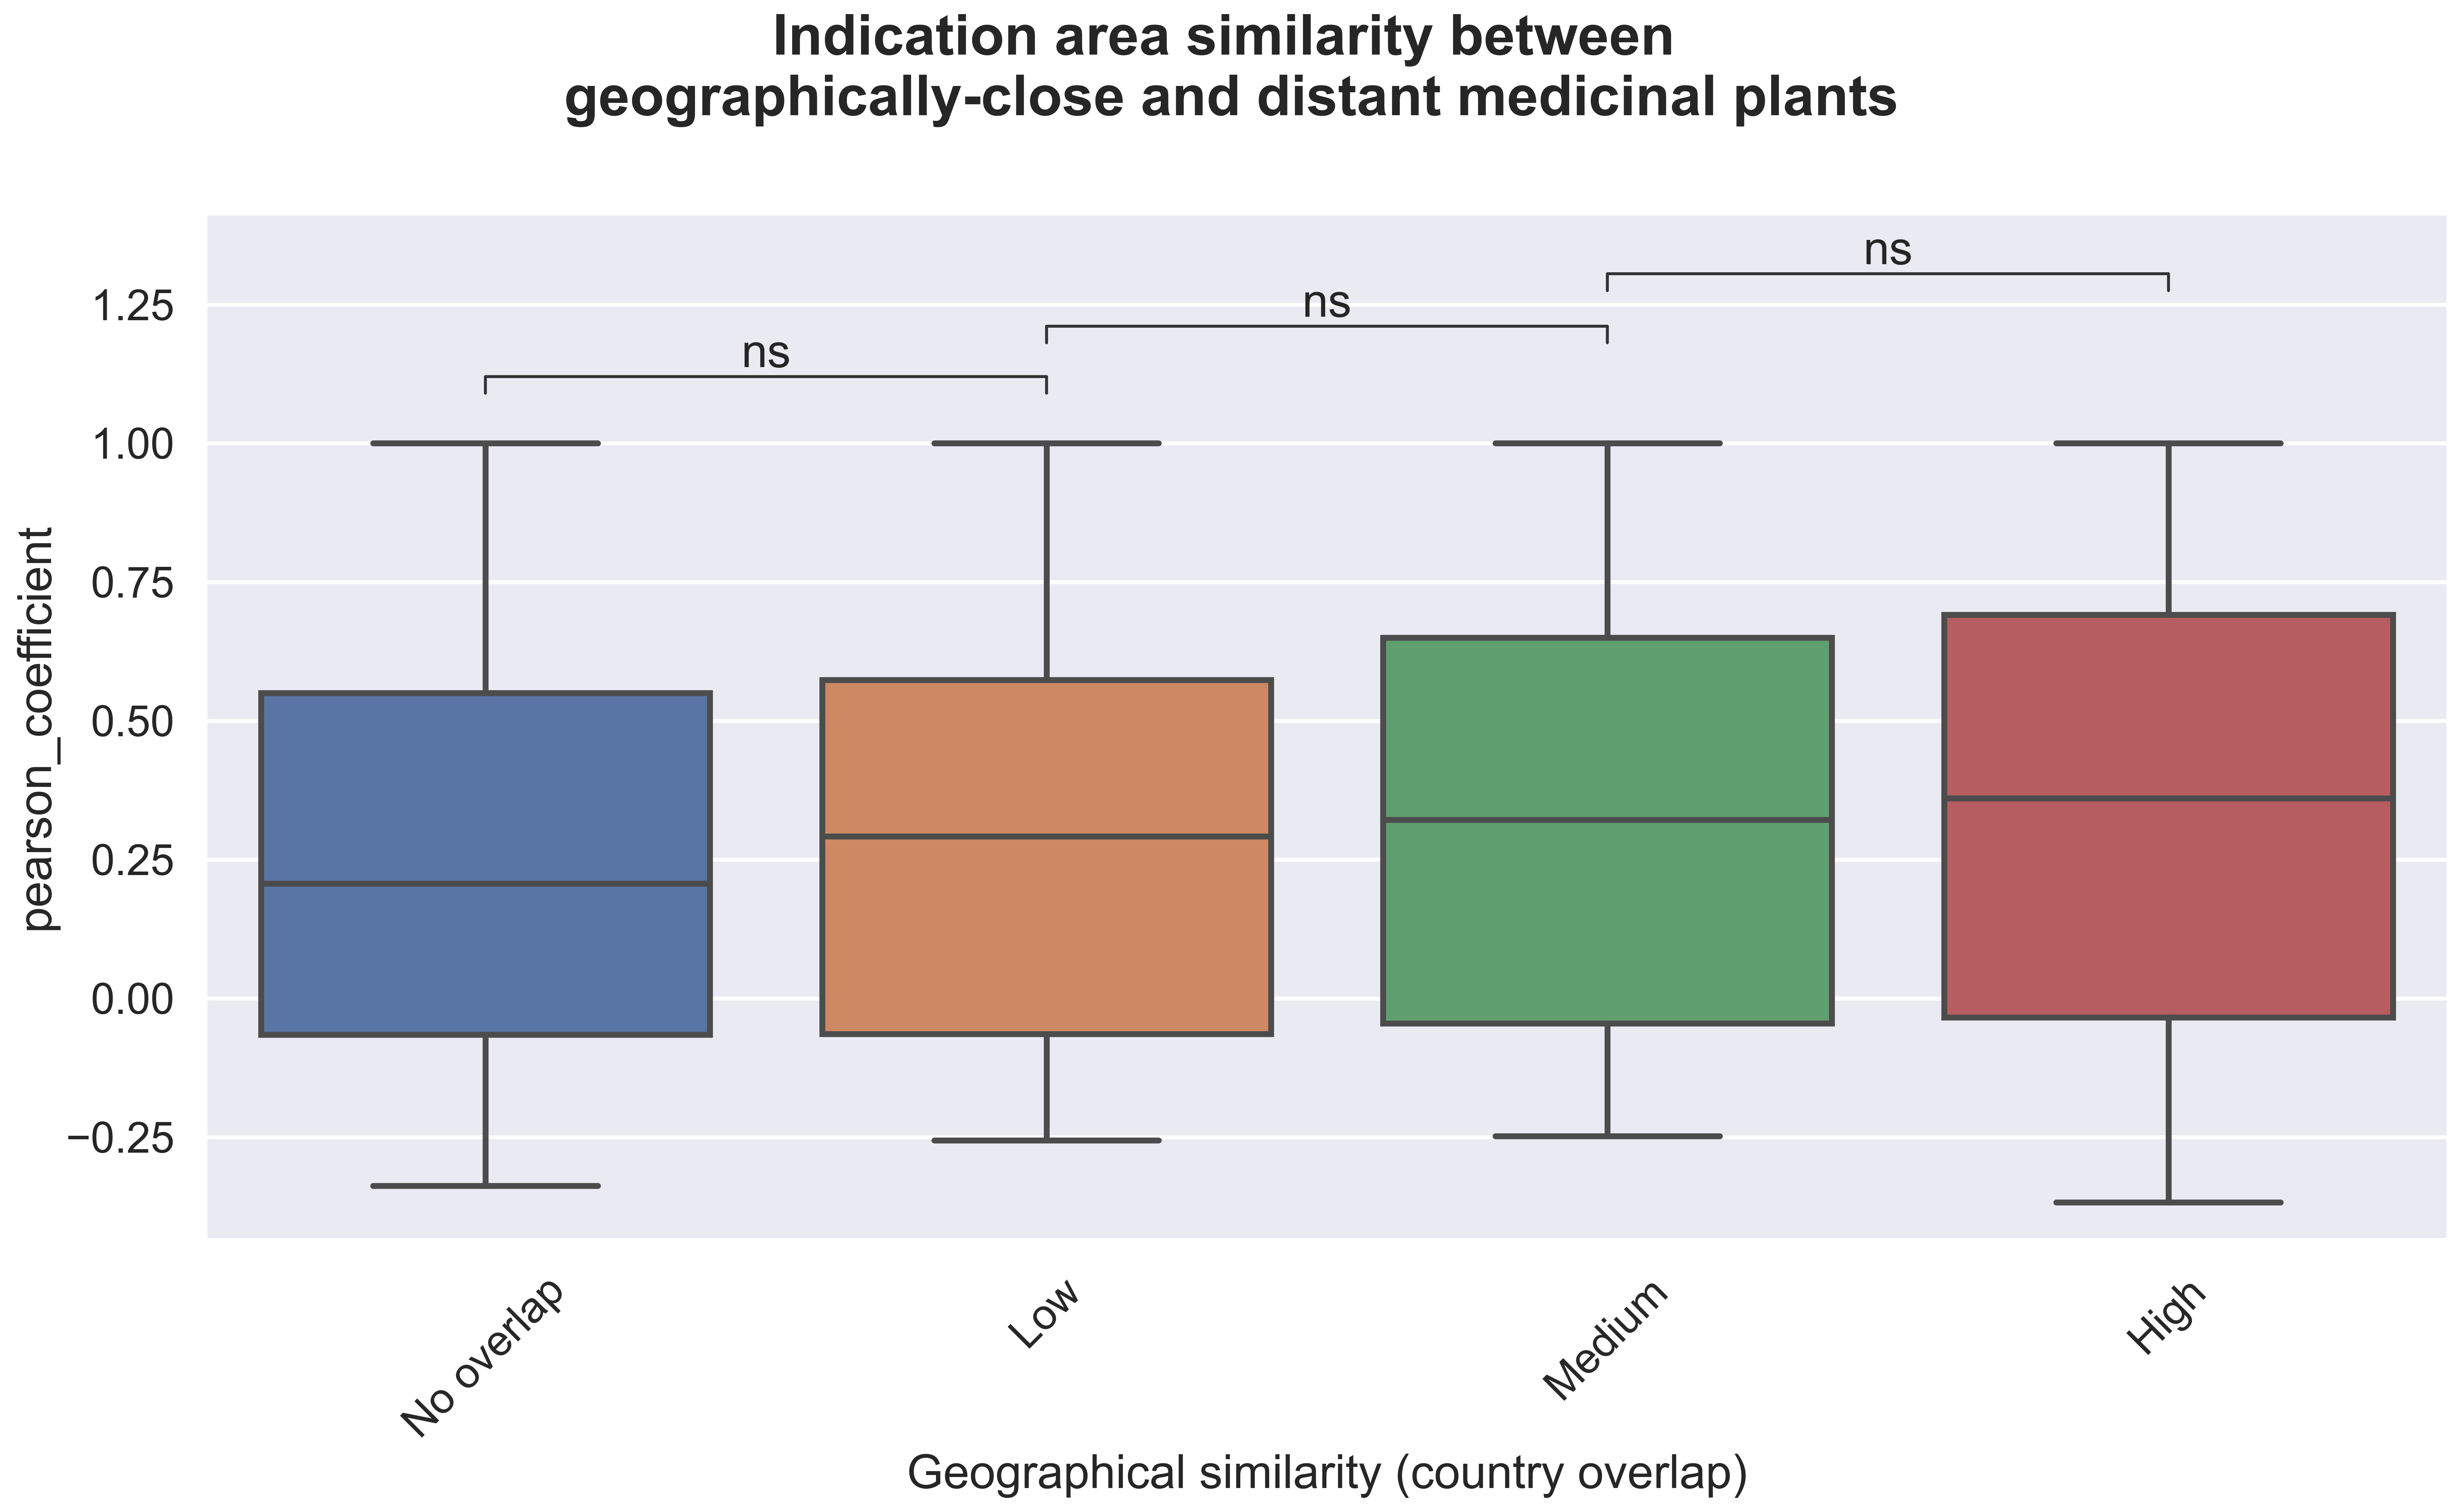 Indication area similarity between
geographically-close and distant medicinal plants
ns
ns
ns
1.25
1.00
0.75
0.50
0.25
0.00
−0.25
pearson_coefficient
No overlap
Low
Medium
High
Geographical similarity (country overlap)